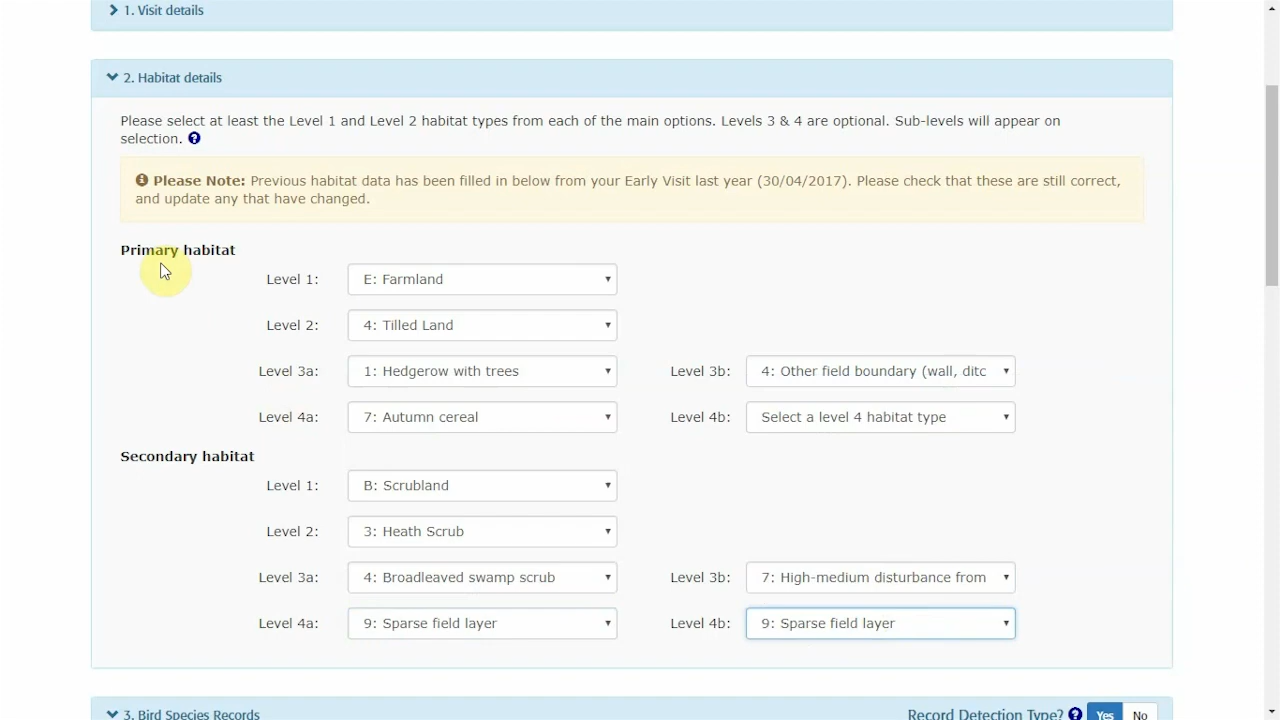 1. Visit details
2. Habitat details
Please select at least the Level 1 and Level 2 habitat types from each of the main options. Levels 3 & 4 are optional. Sub-levels will appear on
selection. ?
Please Note: Previous habitat data has been filled in below from your Early Visit last year (30/04/2017). Please check that these are still correct,
and update any that have changed.
Primary habitat
Level 1: E: Farmland
Level 2: 4: Tilled Land
Level 3a: 1: Hedgerow with trees Level 3b: 4: Other field boundary (wall, ditc
Level 4a: 7: Autumn cereal Level 4b: Select a level 4 habitat type
Secondary habitat
Level 1: B: Scrubland
Level 2: 3: Heath Scrub
Level 3a: 4: Broadleaved swamp scrub Level 3b: 7: High-medium disturbance from
Level 4a: 9: Sparse field layer Level 4b: 9: Sparse field layer
3. Bird Species Records Record Detection Type? ? Yes No